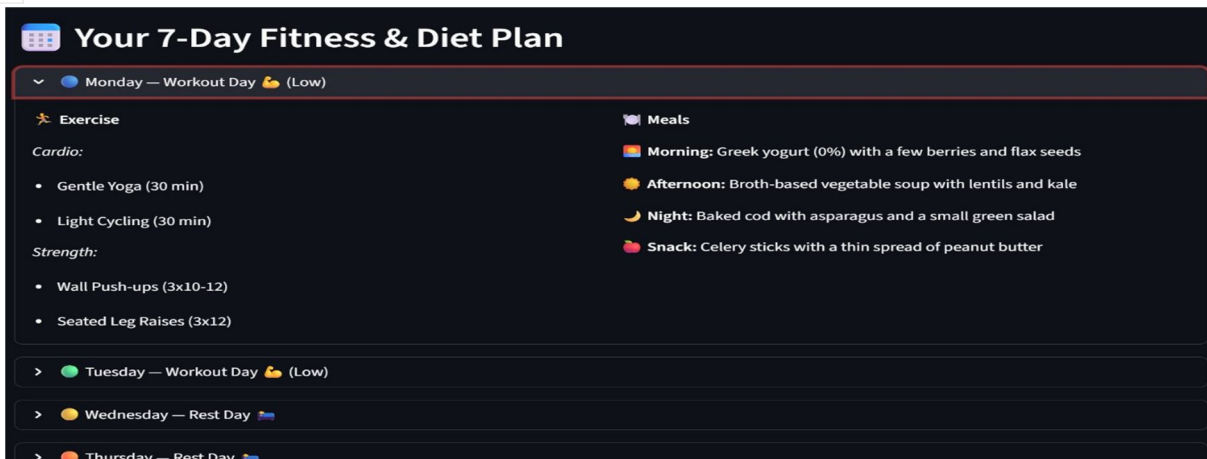 Your 7-Day Fitness & Diet Plan
Monday — Workout Day 💪 (Low)
Exercise
Cardio:
• Gentle Yoga (30 min)
• Light Cycling (30 min)
Strength:
• Wall Push-ups (3x10-12)
• Seated Leg Raises (3x12)
Meals
Morning: Greek yogurt (0%) with a few berries and flax seeds
Afternoon: Broth-based vegetable soup with lentils and kale
Night: Baked cod with asparagus and a small green salad
Snack: Celery sticks with a thin spread of peanut butter
Tuesday — Workout Day 💪 (Low)
Wednesday — Rest Day
Thursday — Rest Day